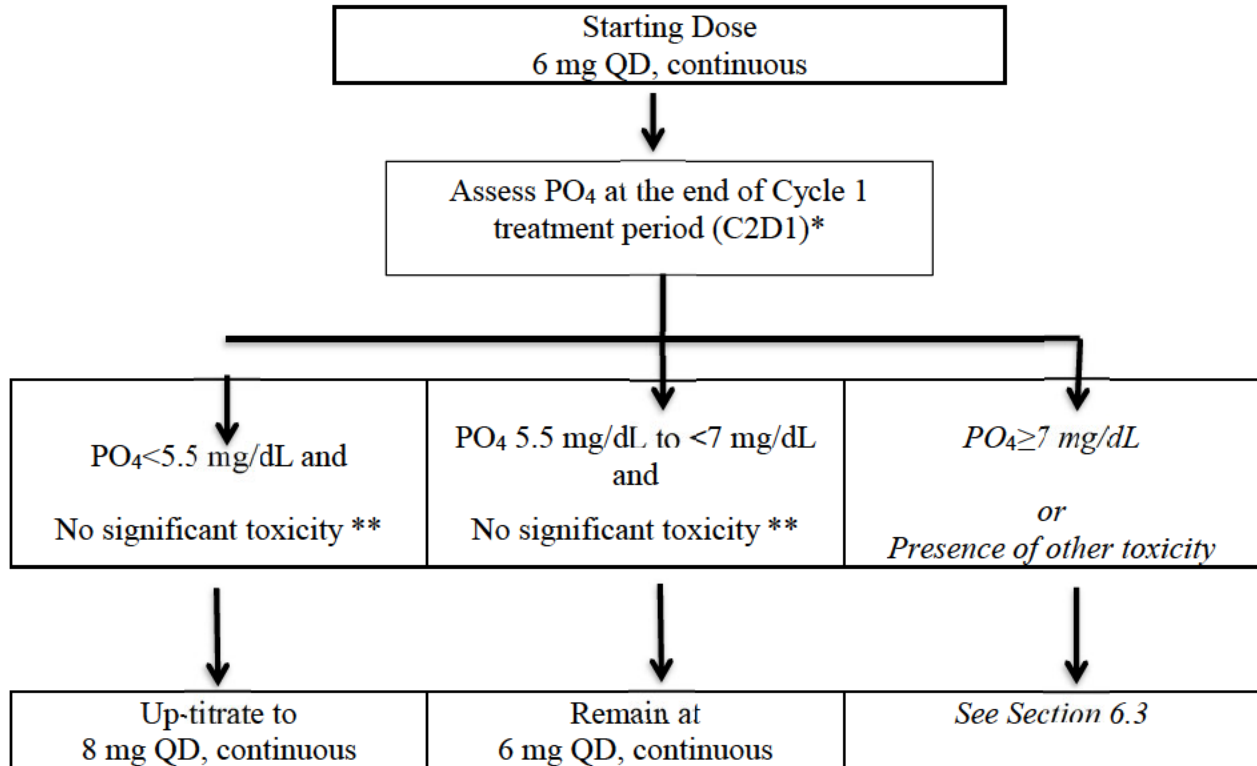 Starting Dose
6 mg QD, continuous
Assess PO₄ at the end of Cycle 1
treatment period (C2D1)*
PO₄<5.5 mg/dL and
No significant toxicity **
PO₄ 5.5 mg/dL to <7 mg/dL
and
No significant toxicity **
PO₄≥7 mg/dL
or
Presence of other toxicity
Up-titrate to
8 mg QD, continuous
Remain at
6 mg QD, continuous
See Section 6.3